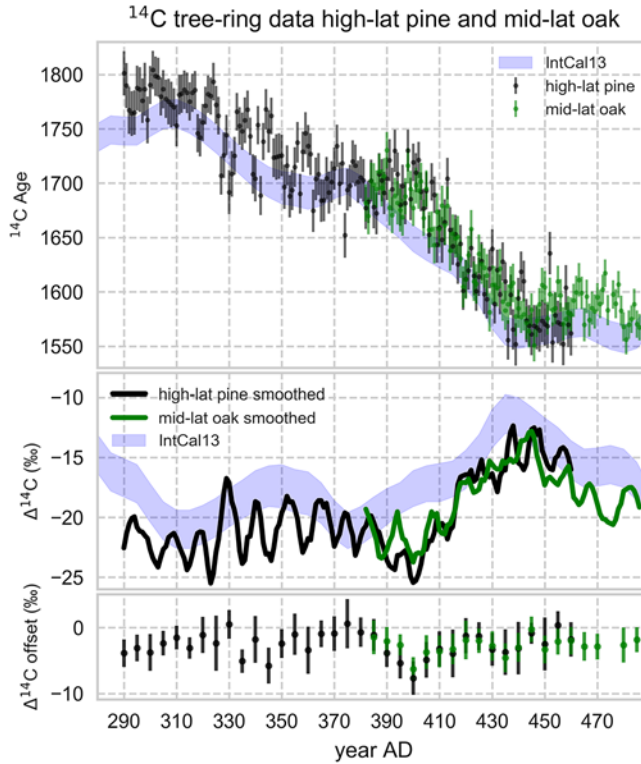 ¹⁴C tree-ring data high-lat pine and mid-lat oak
1800
1750
1700
1650
1600
1550
¹⁴C Age
IntCal13
high-lat pine
mid-lat oak
−10
−15
−20
−25
Δ¹⁴C (‰)
high-lat pine smoothed
mid-lat oak smoothed
IntCal13
0
−10
Δ¹⁴C offset (‰)
290 310 330 350 370 390 410 430 450 470
year AD